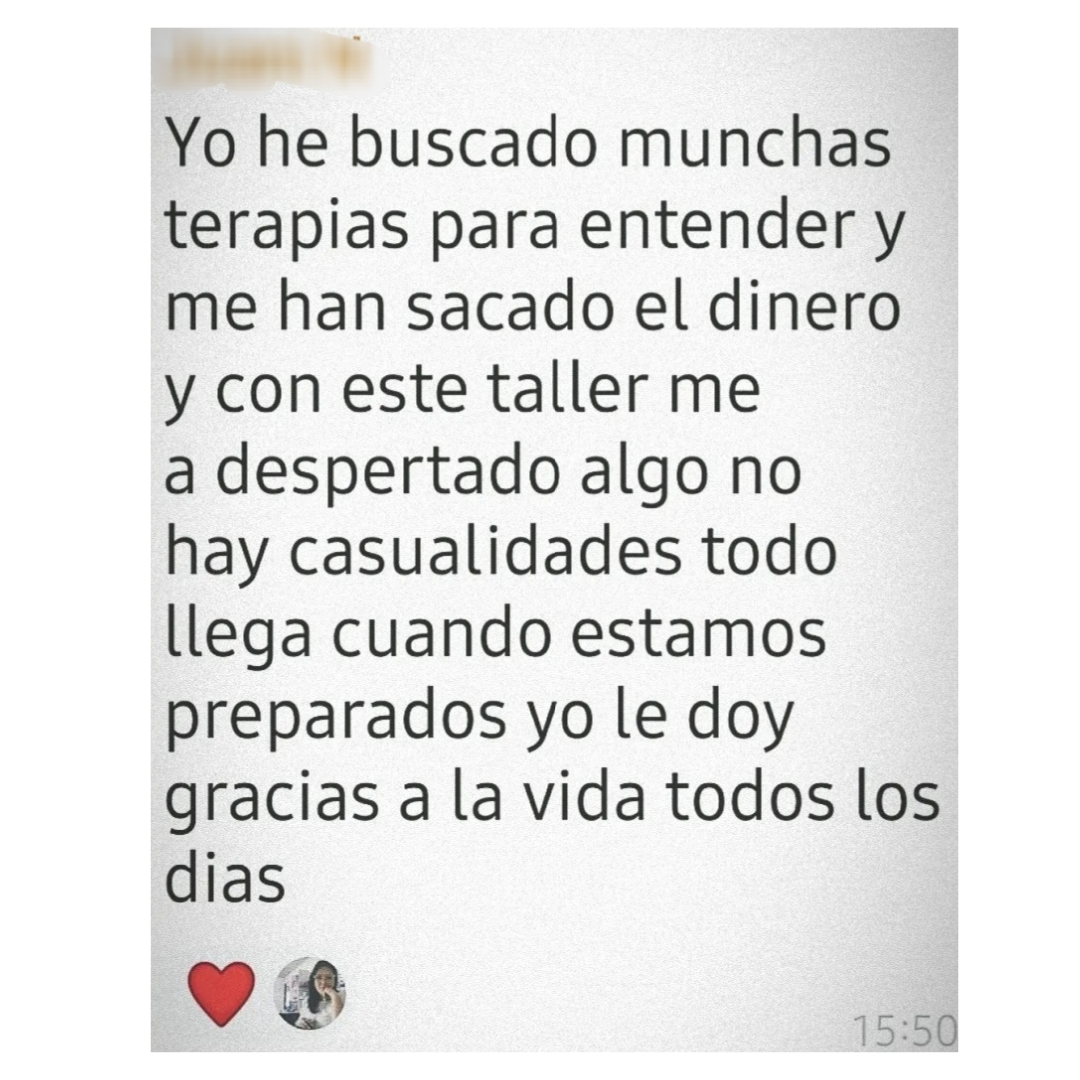 Yo he buscado munchas
terapias para entender y
me han sacado el dinero
y con este taller me
a despertado algo no
hay casualidades todo
llega cuando estamos
preparados yo le doy
gracias a la vida todos los
dias
15:50